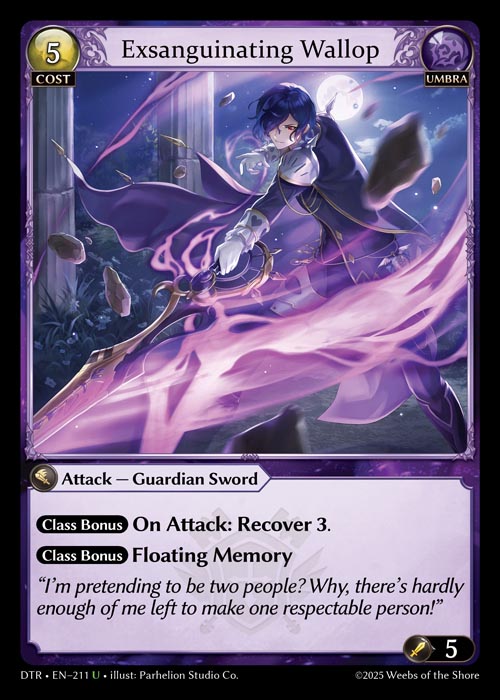 5
COST
Exsanguinating Wallop
UMBRA
Attack — Guardian Sword
Class Bonus On Attack: Recover 3.
Class Bonus Floating Memory
“I'm pretending to be two people? Why, there's hardly
enough of me left to make one respectable person!”
5
DTR • EN–211 U • illust: Parhelion Studio Co.
©2025 Weebs of the Shore